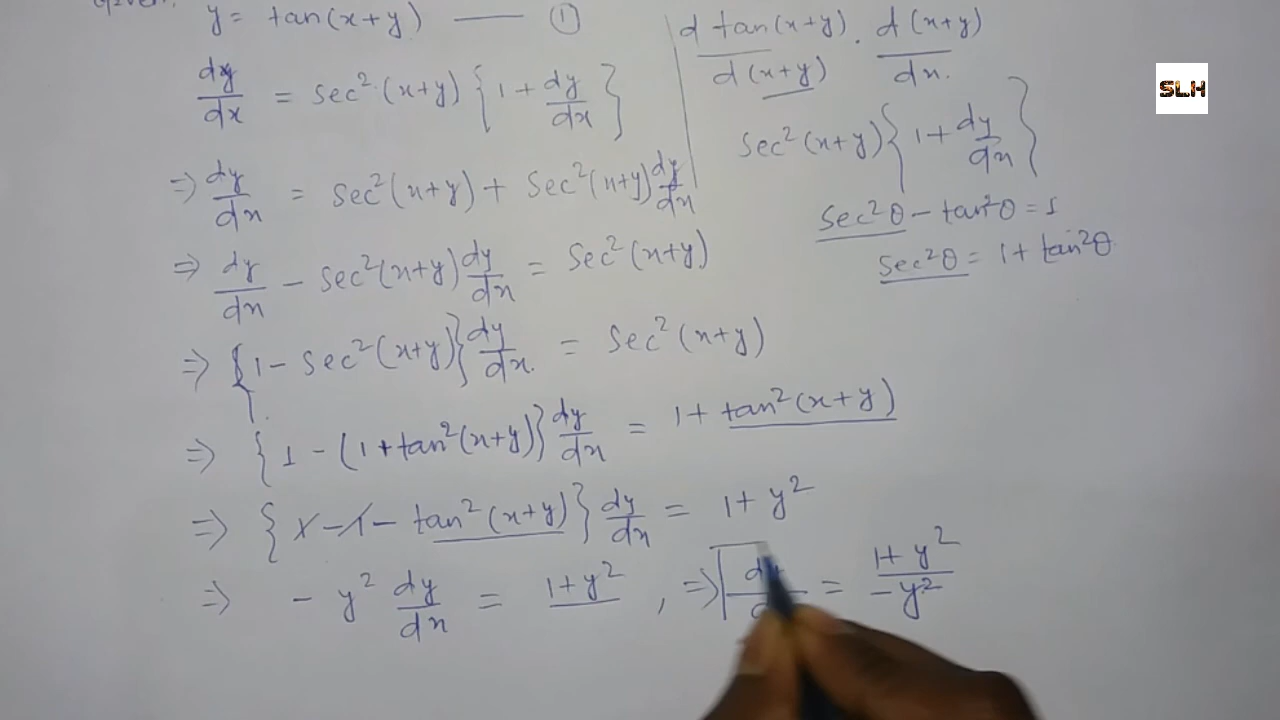 Given:
y = tan(x+y) —— ①
dy/dx = sec² (x+y) {1 + dy/dx}
⇒ dy/dx = sec²(x+y) + sec²(x+y) dy/dx
⇒ dy/dx − sec²(x+y) dy/dx = sec²(x+y)
⇒ {1 − sec²(x+y)} dy/dx = sec²(x+y)
⇒ {1 − (1+tan²(x+y)} dy/dx = 1 + tan²(x+y)
⇒ {1 − 1 − tan²(x+y)} dy/dx = 1 + y²
⇒ − y² dy/dx = 1 + y² , ⇒ = 1+y²/−y²
d tan(x+y)/d(x+y) . d(x+y)/dx
sec²(x+y) {1 + dy/dx}
sec²θ − tan²θ = 1
sec²θ = 1 + tan²θ
SLH